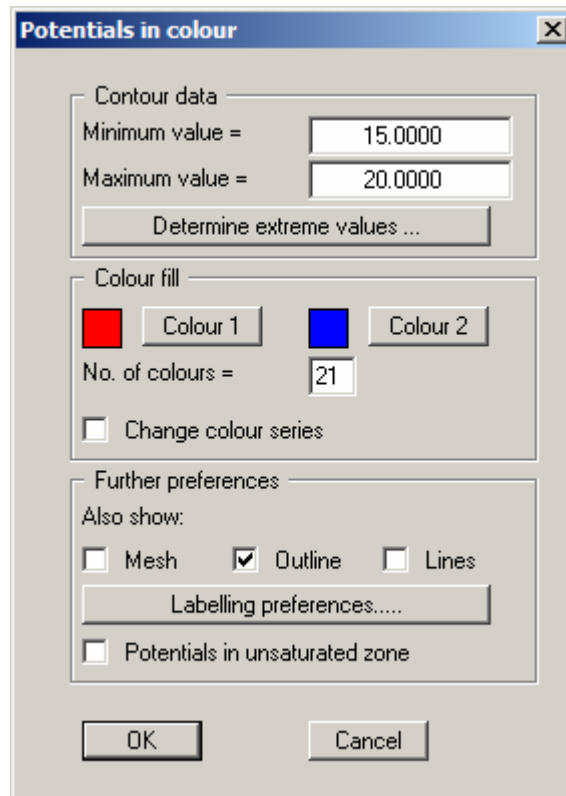 Potentials in colour
Contour data
Minimum value = 15.0000
Maximum value = 20.0000
Determine extreme values ...
Colour fill
Colour 1 Colour 2
No. of colours = 21
Change colour series
Further preferences
Also show:
Mesh Outline Lines
Labelling preferences.....
Potentials in unsaturated zone
OK Cancel